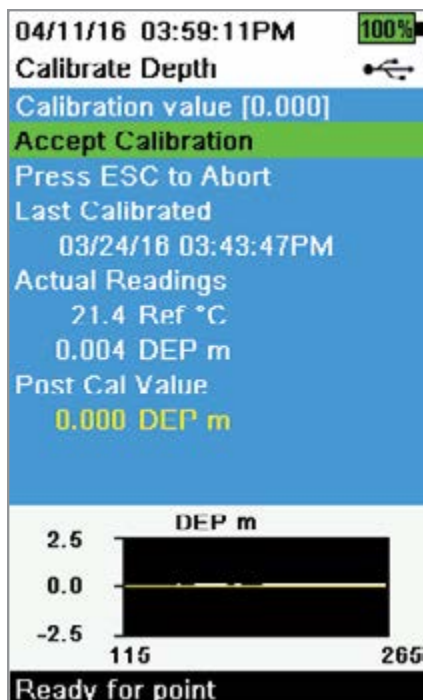 04/11/16 03:59:11PM 100%
Calibrate Depth
Calibration value [0.000]
Accept Calibration
Press ESC to Abort
Last Calibrated
03/24/16 03:43:47PM
Actual Readings
21.4 Ref °C
0.004 DEP m
Post Cal Value
0.000 DEP m
DEP m
2.5
0.0
-2.5
115 265
Ready for point